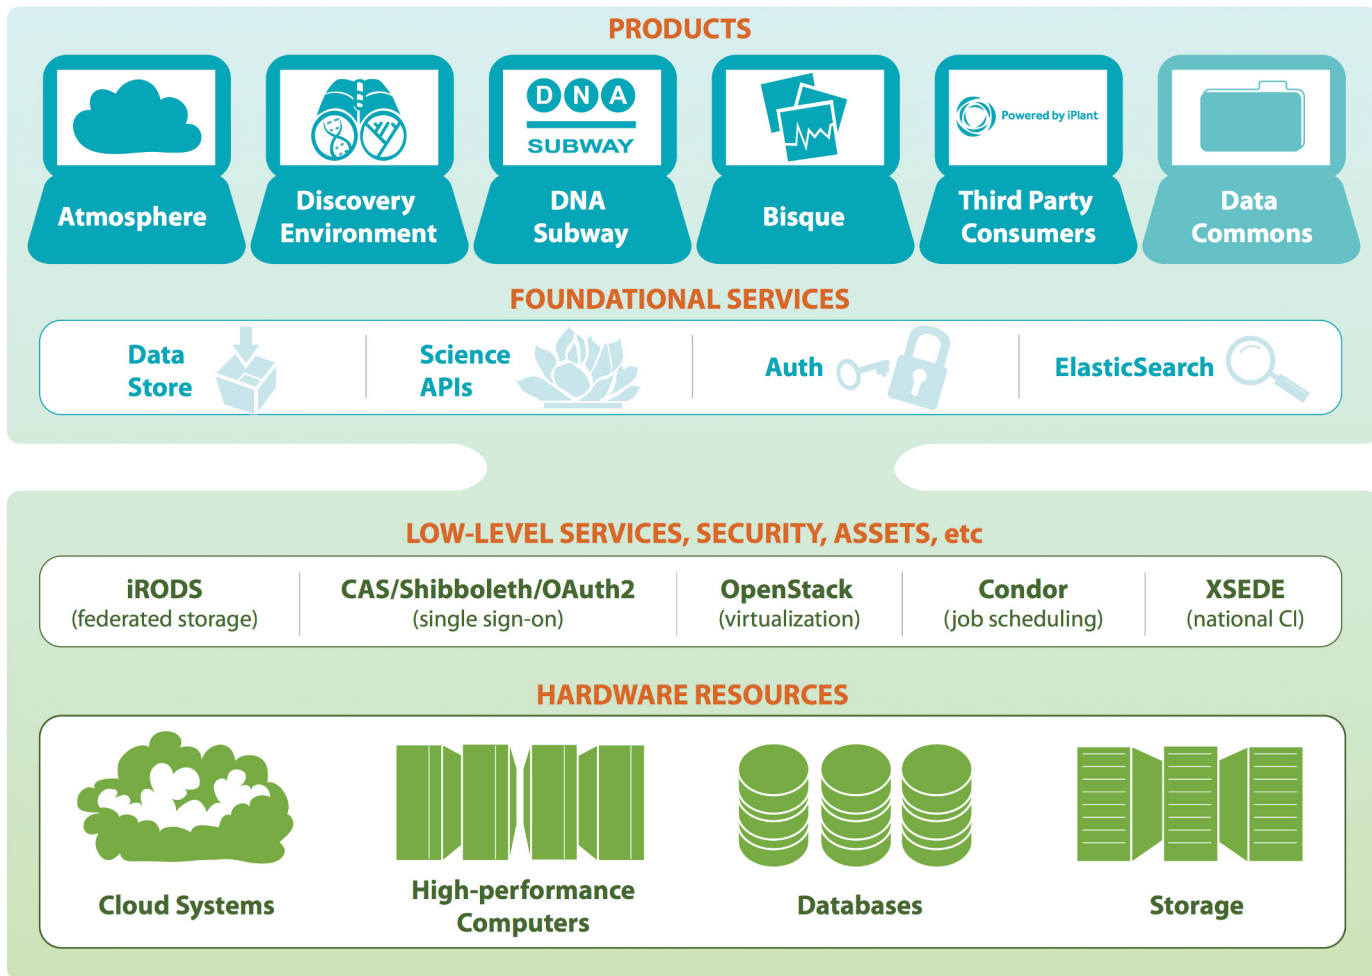 PRODUCTS
DNA
SUBWAY
Powered by iPlant
Atmosphere
Discovery
Environment
DNA
Subway
Bisque
Third Party
Consumers
Data
Commons
FOUNDATIONAL SERVICES
Data
Store
Science
APIs
Auth
ElasticSearch
LOW-LEVEL SERVICES, SECURITY, ASSETS, etc
iRODS
(federated storage)
CAS/Shibboleth/OAuth2
(single sign-on)
OpenStack
(virtualization)
Condor
(job scheduling)
XSEDE
(national CI)
HARDWARE RESOURCES
Cloud Systems
High-performance
Computers
Databases
Storage